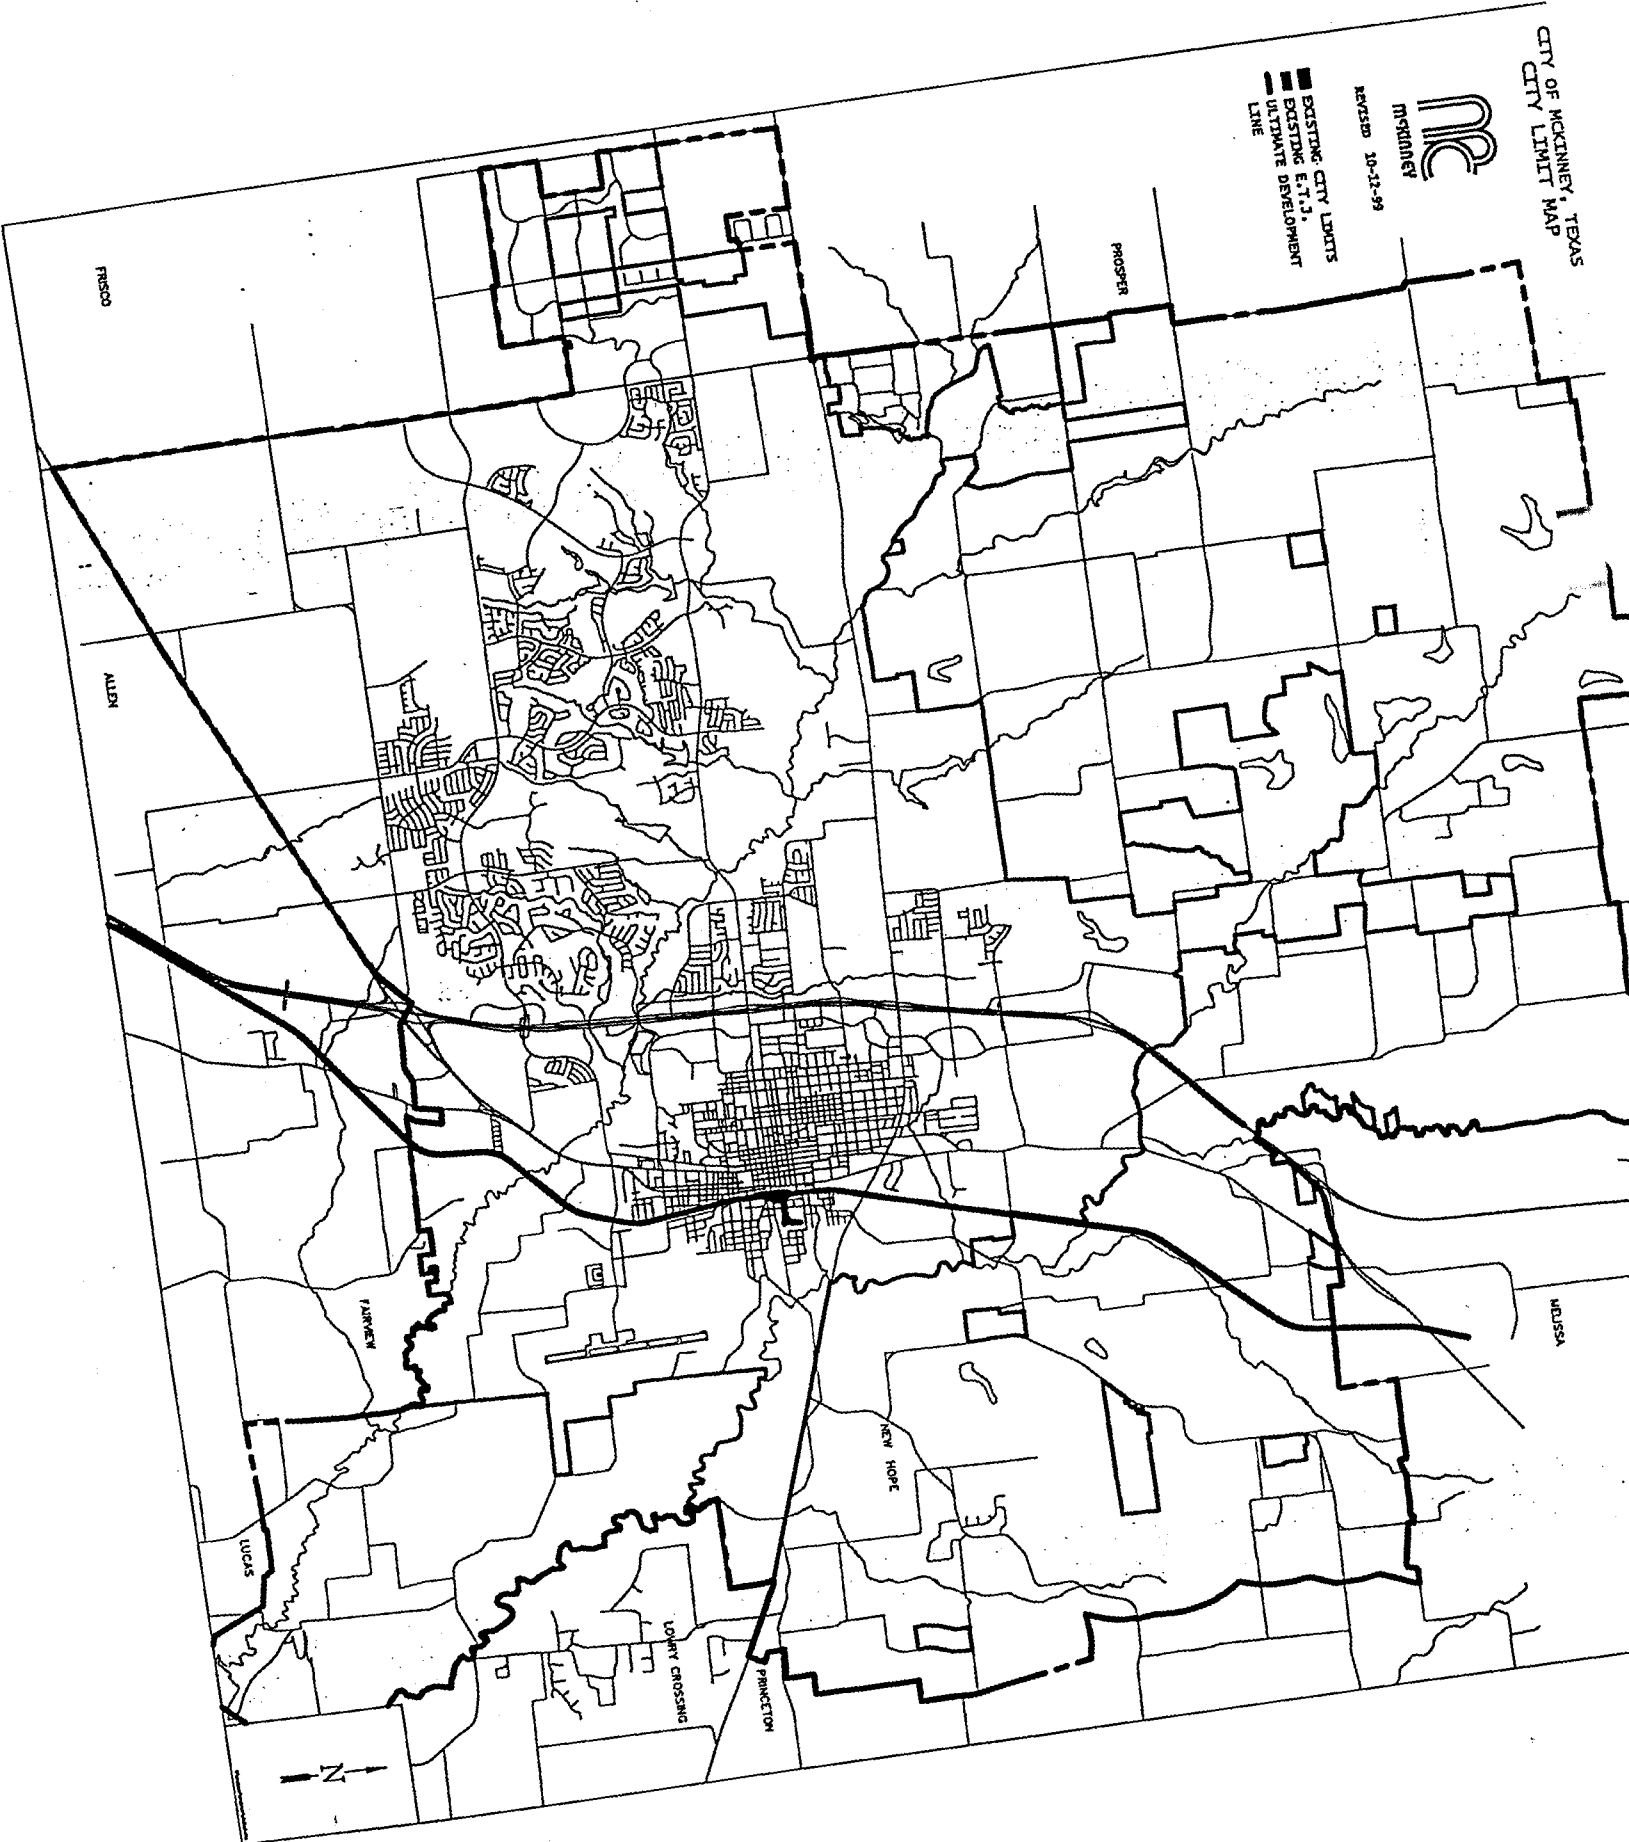 CITY OF MCKINNEY, TEXAS
CITY LIMIT MAP
MCKINNEY
REVISED 10-12-99
EXISTING CITY LIMITS
EXISTING E.T.J.
ULTIMATE DEVELOPMENT
LINE
PROSPER
FRISCO
ALLEN
MELISSA
FAIRVIEW
NEW HOPE
LUCAS
LOWRY CROSSING
PRINCETON
N